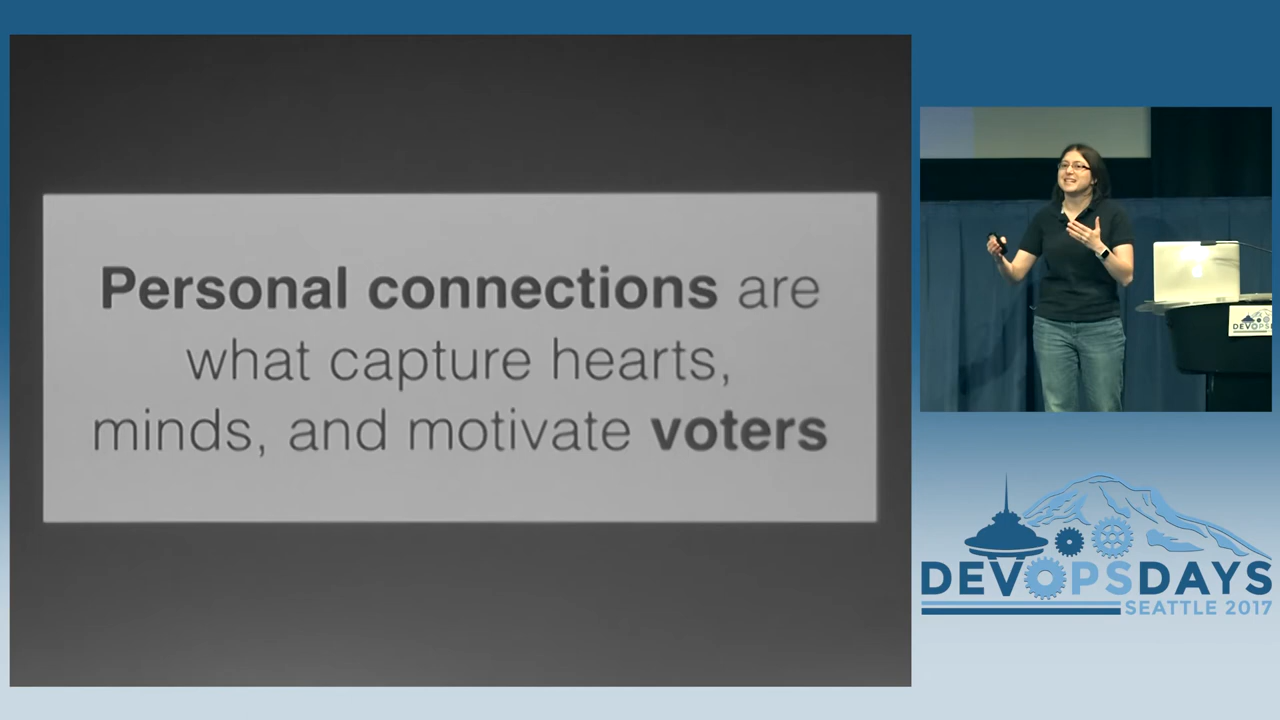 Personal connections are
what capture hearts,
minds, and motivate voters
DEVOPSDAYS
SEATTLE 2017